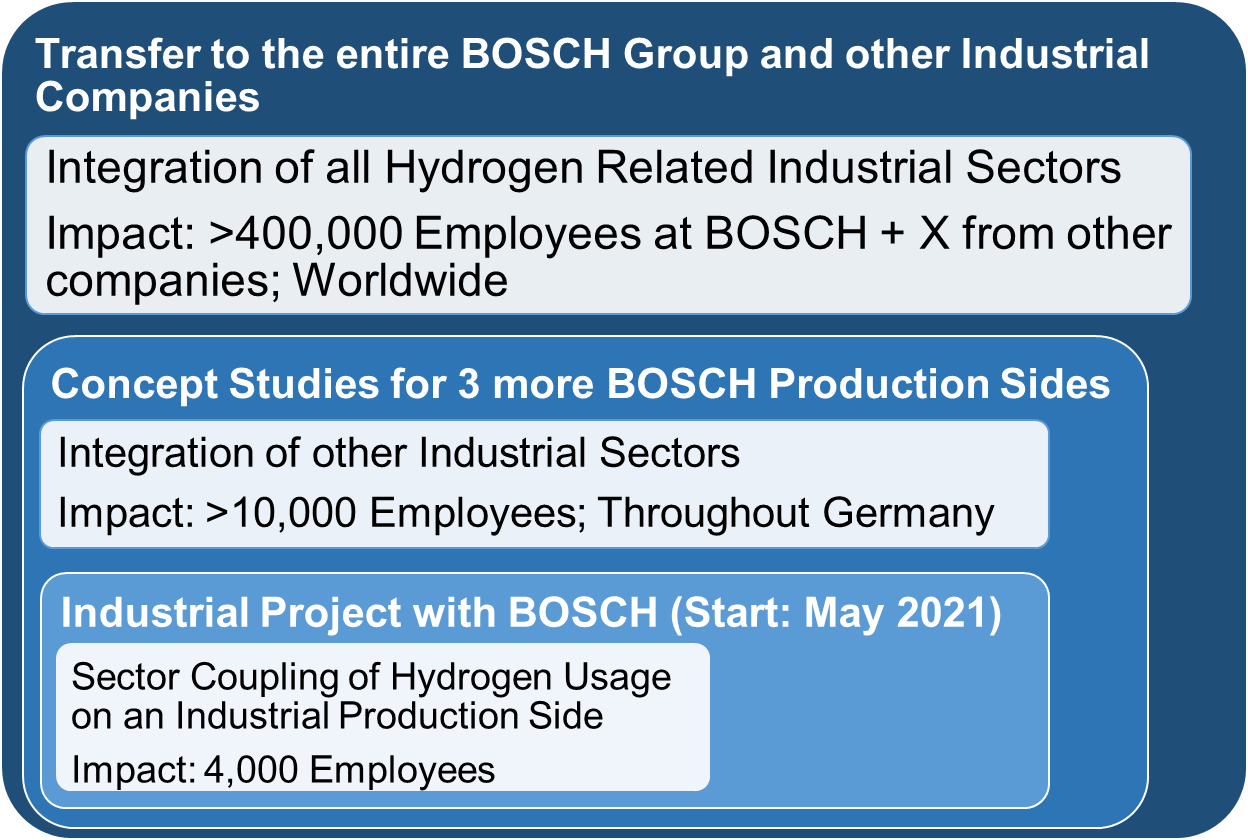 Transfer to the entire BOSCH Group and other Industrial
Companies
Integration of all Hydrogen Related Industrial Sectors
Impact: >400,000 Employees at BOSCH + X from other
companies; Worldwide
Concept Studies for 3 more BOSCH Production Sides
Integration of other Industrial Sectors
Impact: >10,000 Employees; Throughout Germany
Industrial Project with BOSCH (Start: May 2021)
Sector Coupling of Hydrogen Usage
on an Industrial Production Side
Impact: 4,000 Employees